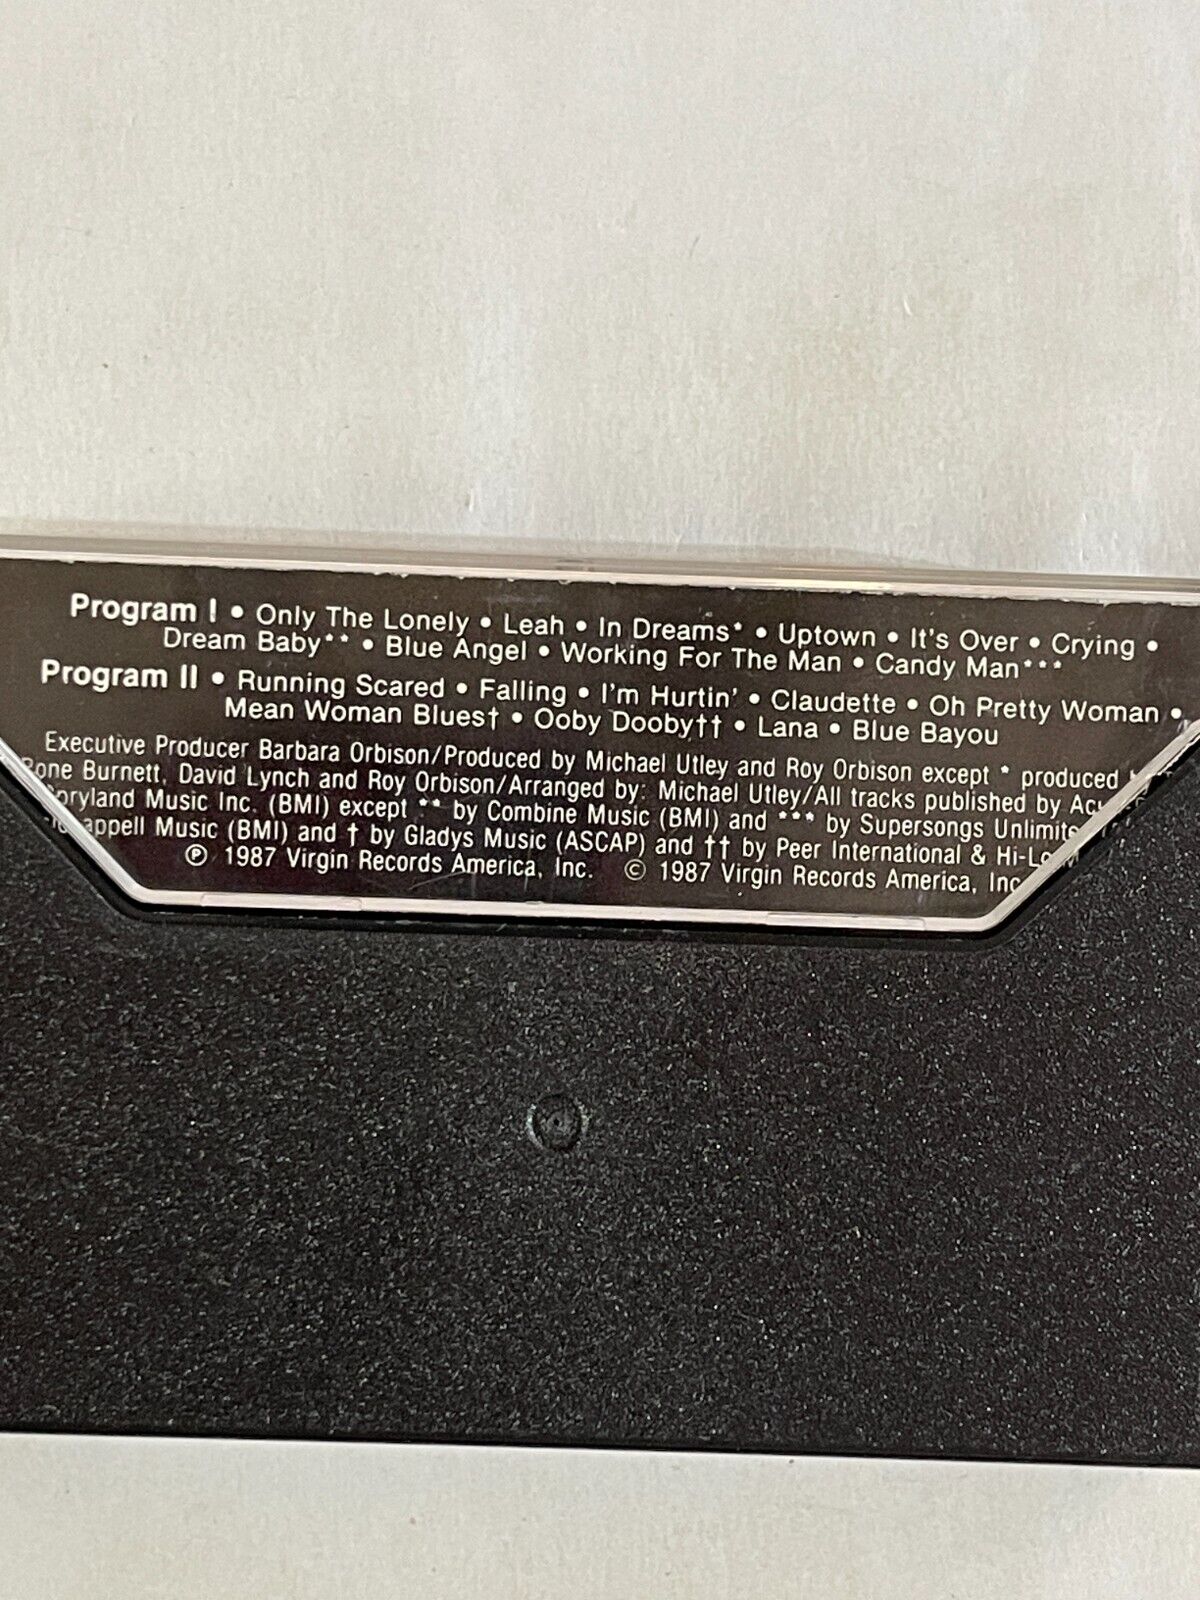 Program I • Only The Lonely • Leah • In Dreams* • Uptown • It's Over • Crying •
Dream Baby** • Blue Angel • Working For The Man • Candy Man***
Program II • Running Scared • Falling • I'm Hurtin' • Claudette • Oh Pretty Woman •
Mean Woman Blues† • Ooby Dooby†† • Lana • Blue Bayou
Executive Producer Barbara Orbison/Produced by Michael Utley and Roy Orbison except * produced
Burnett, David Lynch and Roy Orbison/Arranged by: Michael Utley/All tracks published by
Music Inc. (BMI) except ** by Combine Music (BMI) and *** by Supersongs
Music (BMI) and † by Gladys Music (ASCAP) and †† by Peer International &
℗ 1987 Virgin Records America, Inc. © 1987 Virgin Records America, Inc